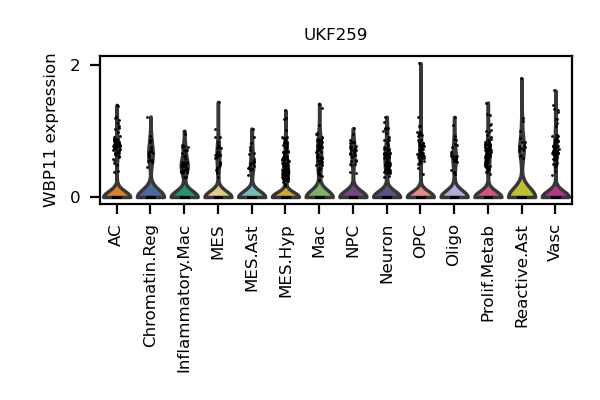 UKF259
WBP11 expression
2
0
AC
Chromatin.Reg
Inflammatory.Mac
MES
MES.Ast
MES.Hyp
Mac
NPC
Neuron
OPC
Oligo
Prolif.Metab
Reactive.Ast
Vasc